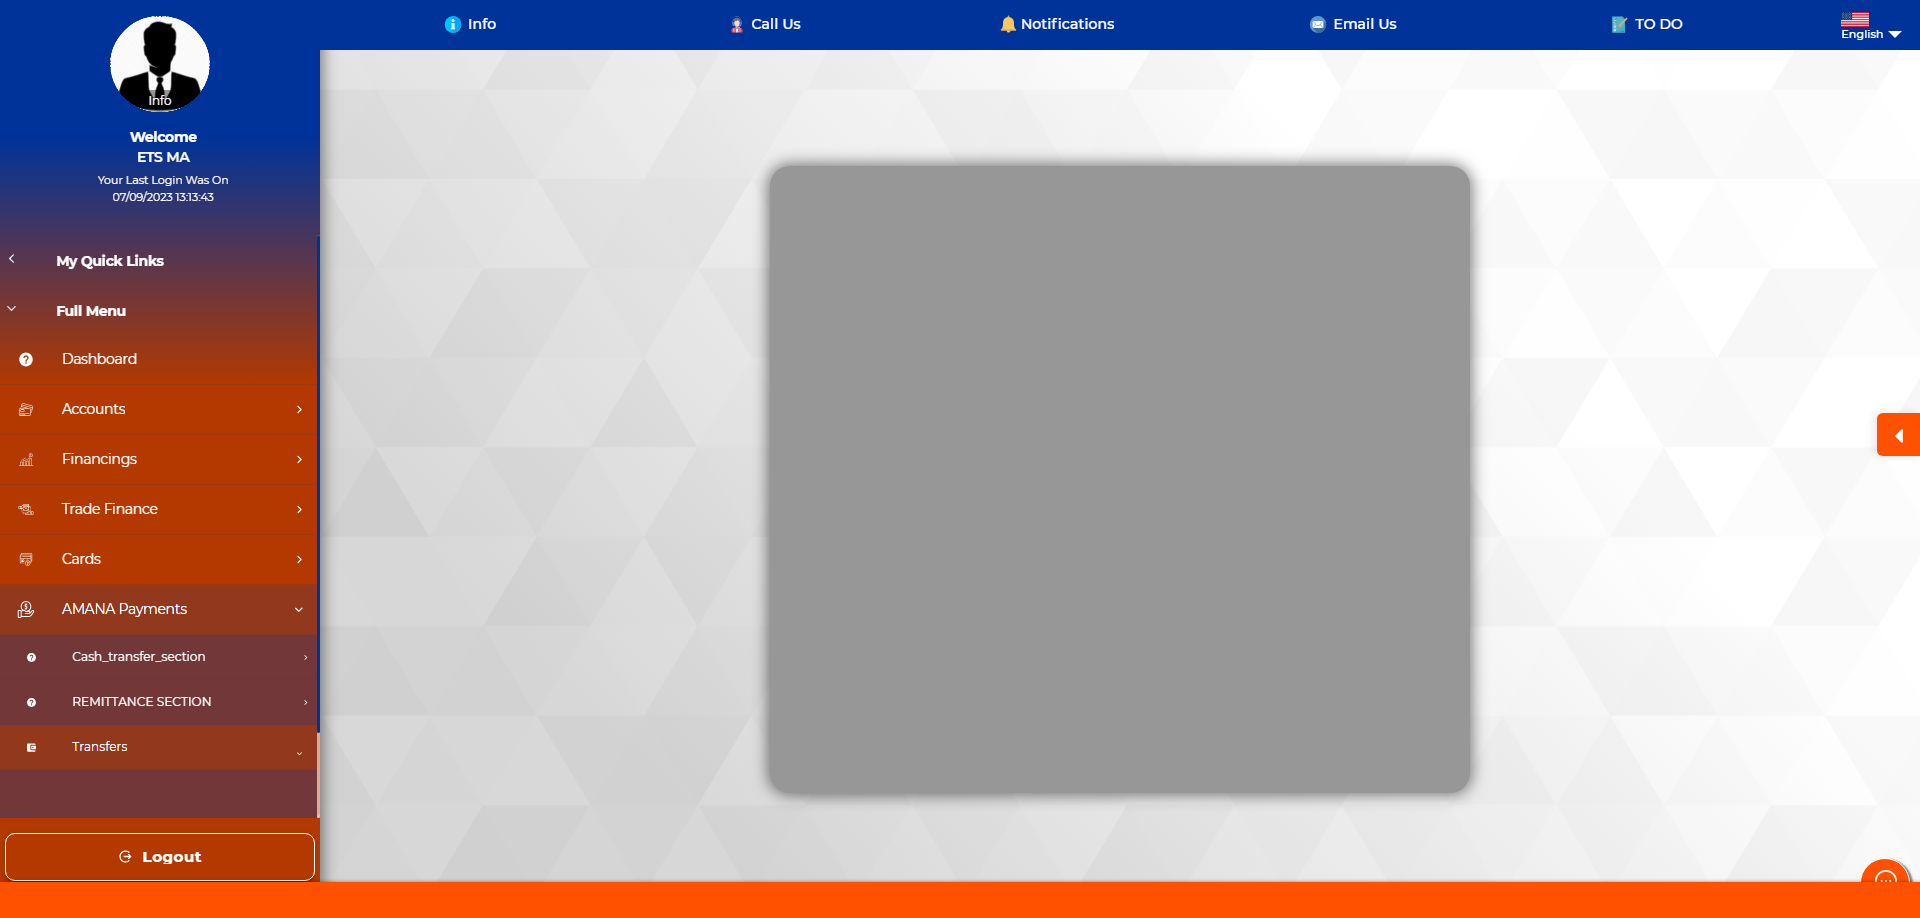 Info
Call Us
Notifications
Email Us
TO DO
English
Info
Welcome
ETS MA
Your Last Login Was On
07/09/2023 13:13:43
My Quick Links
Full Menu
Dashboard
Accounts
Financings
Trade Finance
Cards
AMANA Payments
Cash_transfer_section
REMITTANCE SECTION
Transfers
Logout